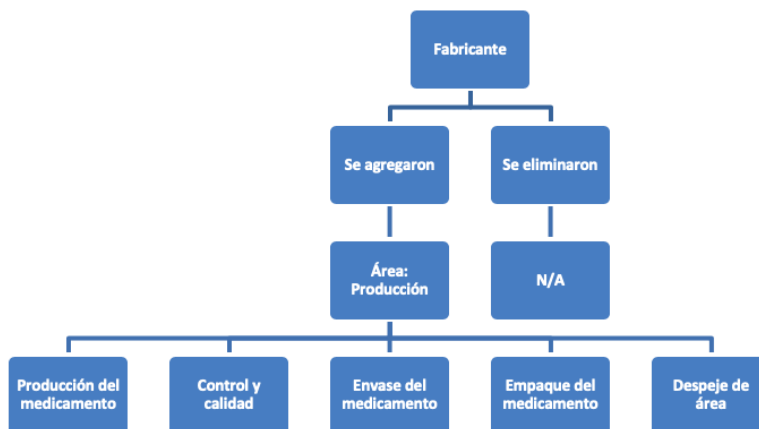 Fabricante
Se agregaron
Se eliminaron
Área:
Producción
N/A
Producción del
medicamento
Control y
calidad
Envase del
medicamento
Empaque del
medicamento
Despeje de
área